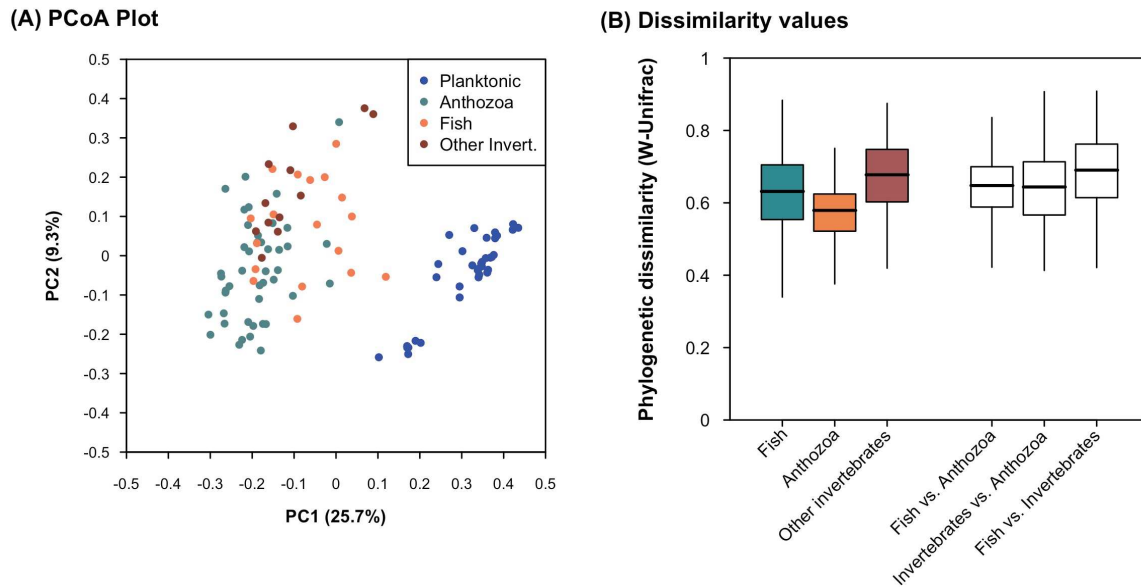 (A) PCoA Plot
PC2 (9.3%)
0.5
0.4
0.3
0.2
0.1
0
-0.1
-0.2
-0.3
-0.4
-0.5
-0.5 -0.4 -0.3 -0.2 -0.1 0 0.1 0.2 0.3 0.4 0.5
PC1 (25.7%)
Planktonic
Anthozoa
Fish
Other Invert.
(B) Dissimilarity values
Phylogenetic dissimilarity (W-Unifrac)
1
0.8
0.6
0.4
0.2
0
Fish
Anthozoa
Other invertebrates
Fish vs. Anthozoa
Invertebrates vs. Anthozoa
Fish vs. Invertebrates